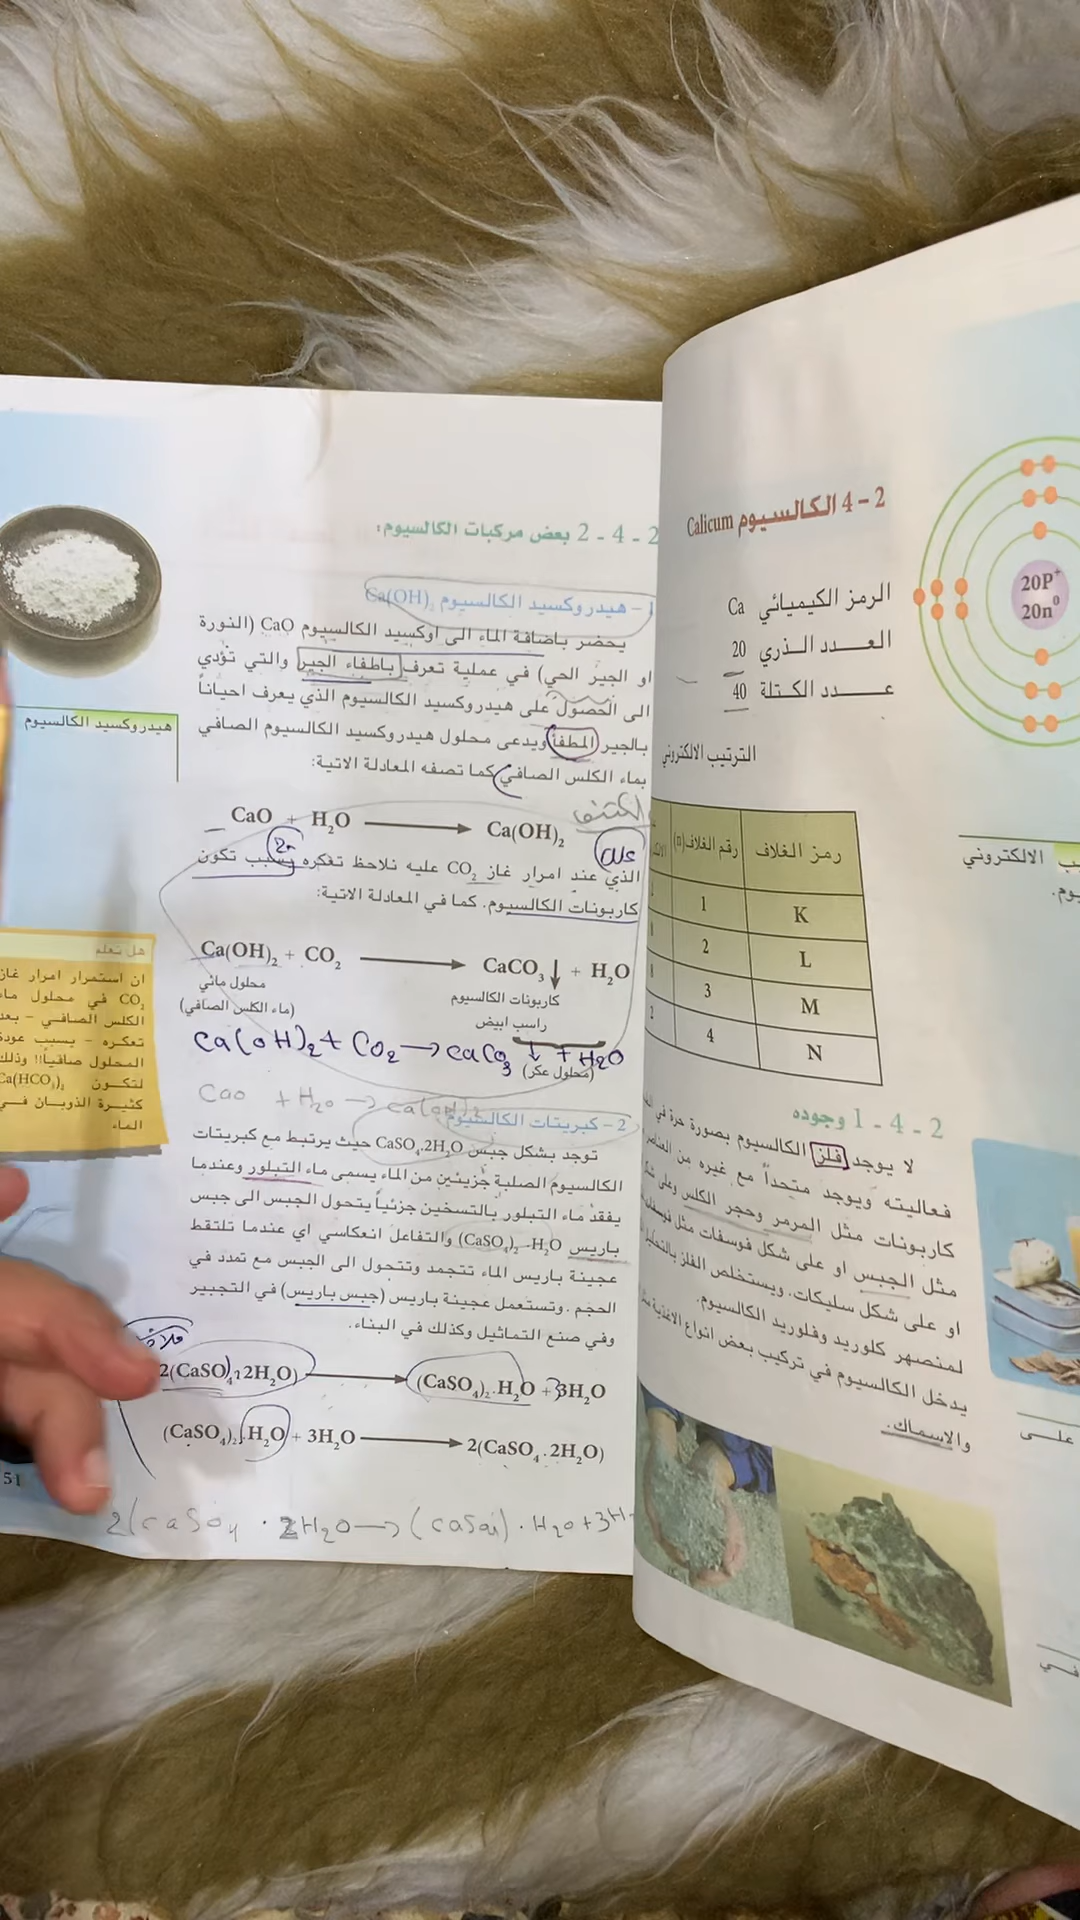 2 - 4 الكالسيوم Calicum
الرمز الكيميائي Ca
العـــدد الـــذري 20
عـــــدد الكـتـلة 40
الترتيب الالكتروني
20P+
20n0
رمز الغلاف
رقم الغلاف(n)
K 1
L 2
M 3
N 4
2 - 4 - 1 وجوده
لا يوجد فلز الكالسيوم بصورة حرة في
فعاليته ويوجد متحداً مع غيره من العناصر
كاربونات مثل المرمر وحجر الكلس وعلى
مثل الجبس او على شكل فوسفات مثل
او على شكل سليكات. ويستخلص الفلز بالتحليل
لمنصهر كلوريد وفلوريد الكالسيوم.
يدخل الكالسيوم في تركيب بعض انواع الاغذية
والاسماك.
الالكتروني
2 - 4 - 2 بعض مركبات الكالسيوم:
1- هيدروكسيد الكالسيوم Ca(OH)2
يحضر باضافة الماء الى اوكسيد الكالسيوم CaO (النورة
او الجير الحي) في عملية تعرف باطفاء الجير والتي تؤدي
الى الحصول على هيدروكسيد الكالسيوم الذي يعرف احياناً
بالجير المطفأ ويدعى محلول هيدروكسيد الكالسيوم الصافي
بماء الكلس الصافي كما تصفه المعادلة الاتية:
CaO + H2O ⟶ Ca(OH)2
الذي عند امرار غاز CO2 عليه نلاحظ تعكره بسبب تكون
كاربونات الكالسيوم. كما في المعادلة الاتية:
Ca(OH)2 + CO2 ⟶ CaCO3↓ + H2O
محلول مائي
(ماء الكلس الصافي)
كاربونات الكالسيوم
راسب ابيض
Ca(OH)2 + CO2 → CaCO3 ↓ + H2O
(محلول عكر)
CaO + H2O → Ca(OH)2
2- كبريتات الكالسيوم
توجد بشكل جبس CaSO4.2H2O حيث يرتبط مع كبريتات
الكالسيوم الصلبة جزيئين من الماء يسمى ماء التبلور وعندما
يفقد ماء التبلور بالتسخين جزئياً يتحول الجبس الى جبس
باريس (CaSO4)2.H2O والتفاعل انعكاسي اي عندما تلتقط
عجينة باريس الماء تتجمد وتتحول الى الجبس مع تمدد في
الحجم . وتستعمل عجينة باريس (جبس باريس) في التجبير
وفي صنع التماثيل وكذلك في البناء.
2(CaSO4.2H2O) ⟶ (CaSO4)2.H2O + 3H2O
(CaSO4)2.H2O + 3H2O ⟶ 2(CaSO4.2H2O)
هيدروكسيد الكالسيوم
هل تعلم
ان استمرار امرار غاز
CO2 في محلول ماء
الكلس الصافي - بعد
تعكره - يسبب عودة
المحلول صافياً!! وذلك
لتكـــون Ca(HCO3)2
كثيرة الذوبان فـــي
الماء
51